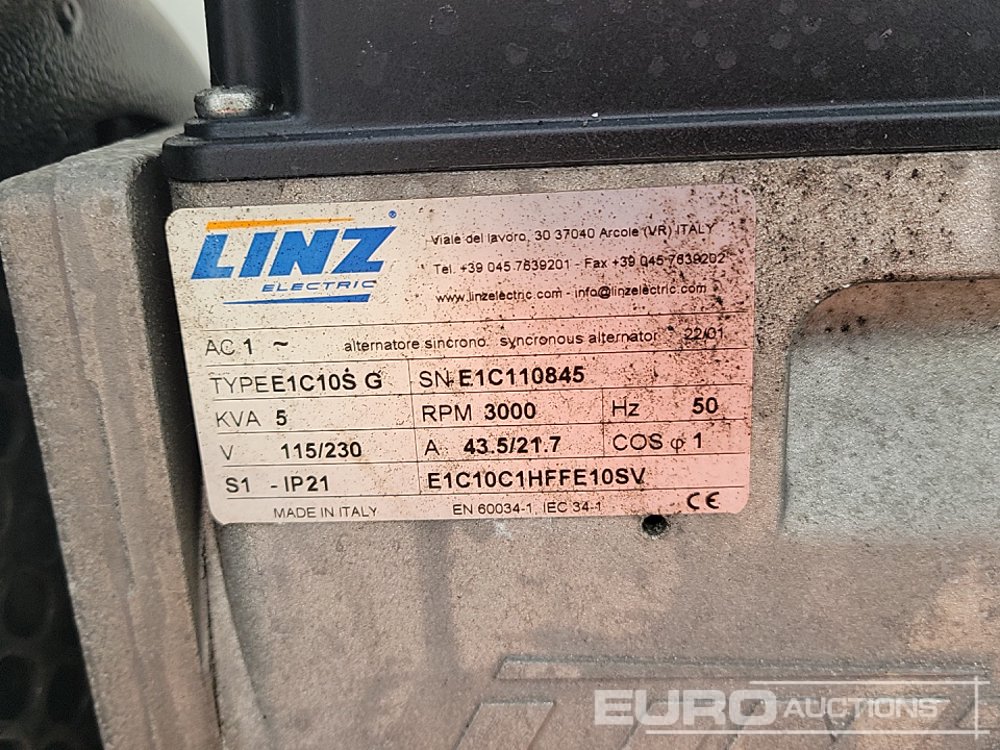 LINZ®
ELECTRIC
Viale del lavoro, 30 37040 Arcole (VR) ITALY
Tel. +39 045 7639201 - Fax +39 045 7639202
www.linzelectric.com - info@linzelectric.com
AC 1 ~ alternatore sincrono synchronous alternator 22/01
TYPE E1C10S G SN E1C110845
KVA 5 RPM 3000 Hz 50
V 115/230 A 43.5/21.7 COS φ 1
S1 - IP21 E1C10C1HFFE10SV
MADE IN ITALY EN 60034-1, IEC 34-1 CE
EURO AUCTIONS